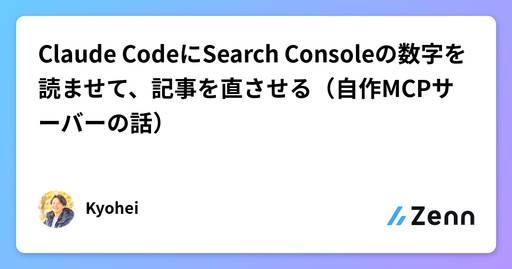 Claude CodeにSearch Consoleの数字を
読ませて、記事を直させる（自作MCPサ
ーバーの話）
Kyohei
Zenn